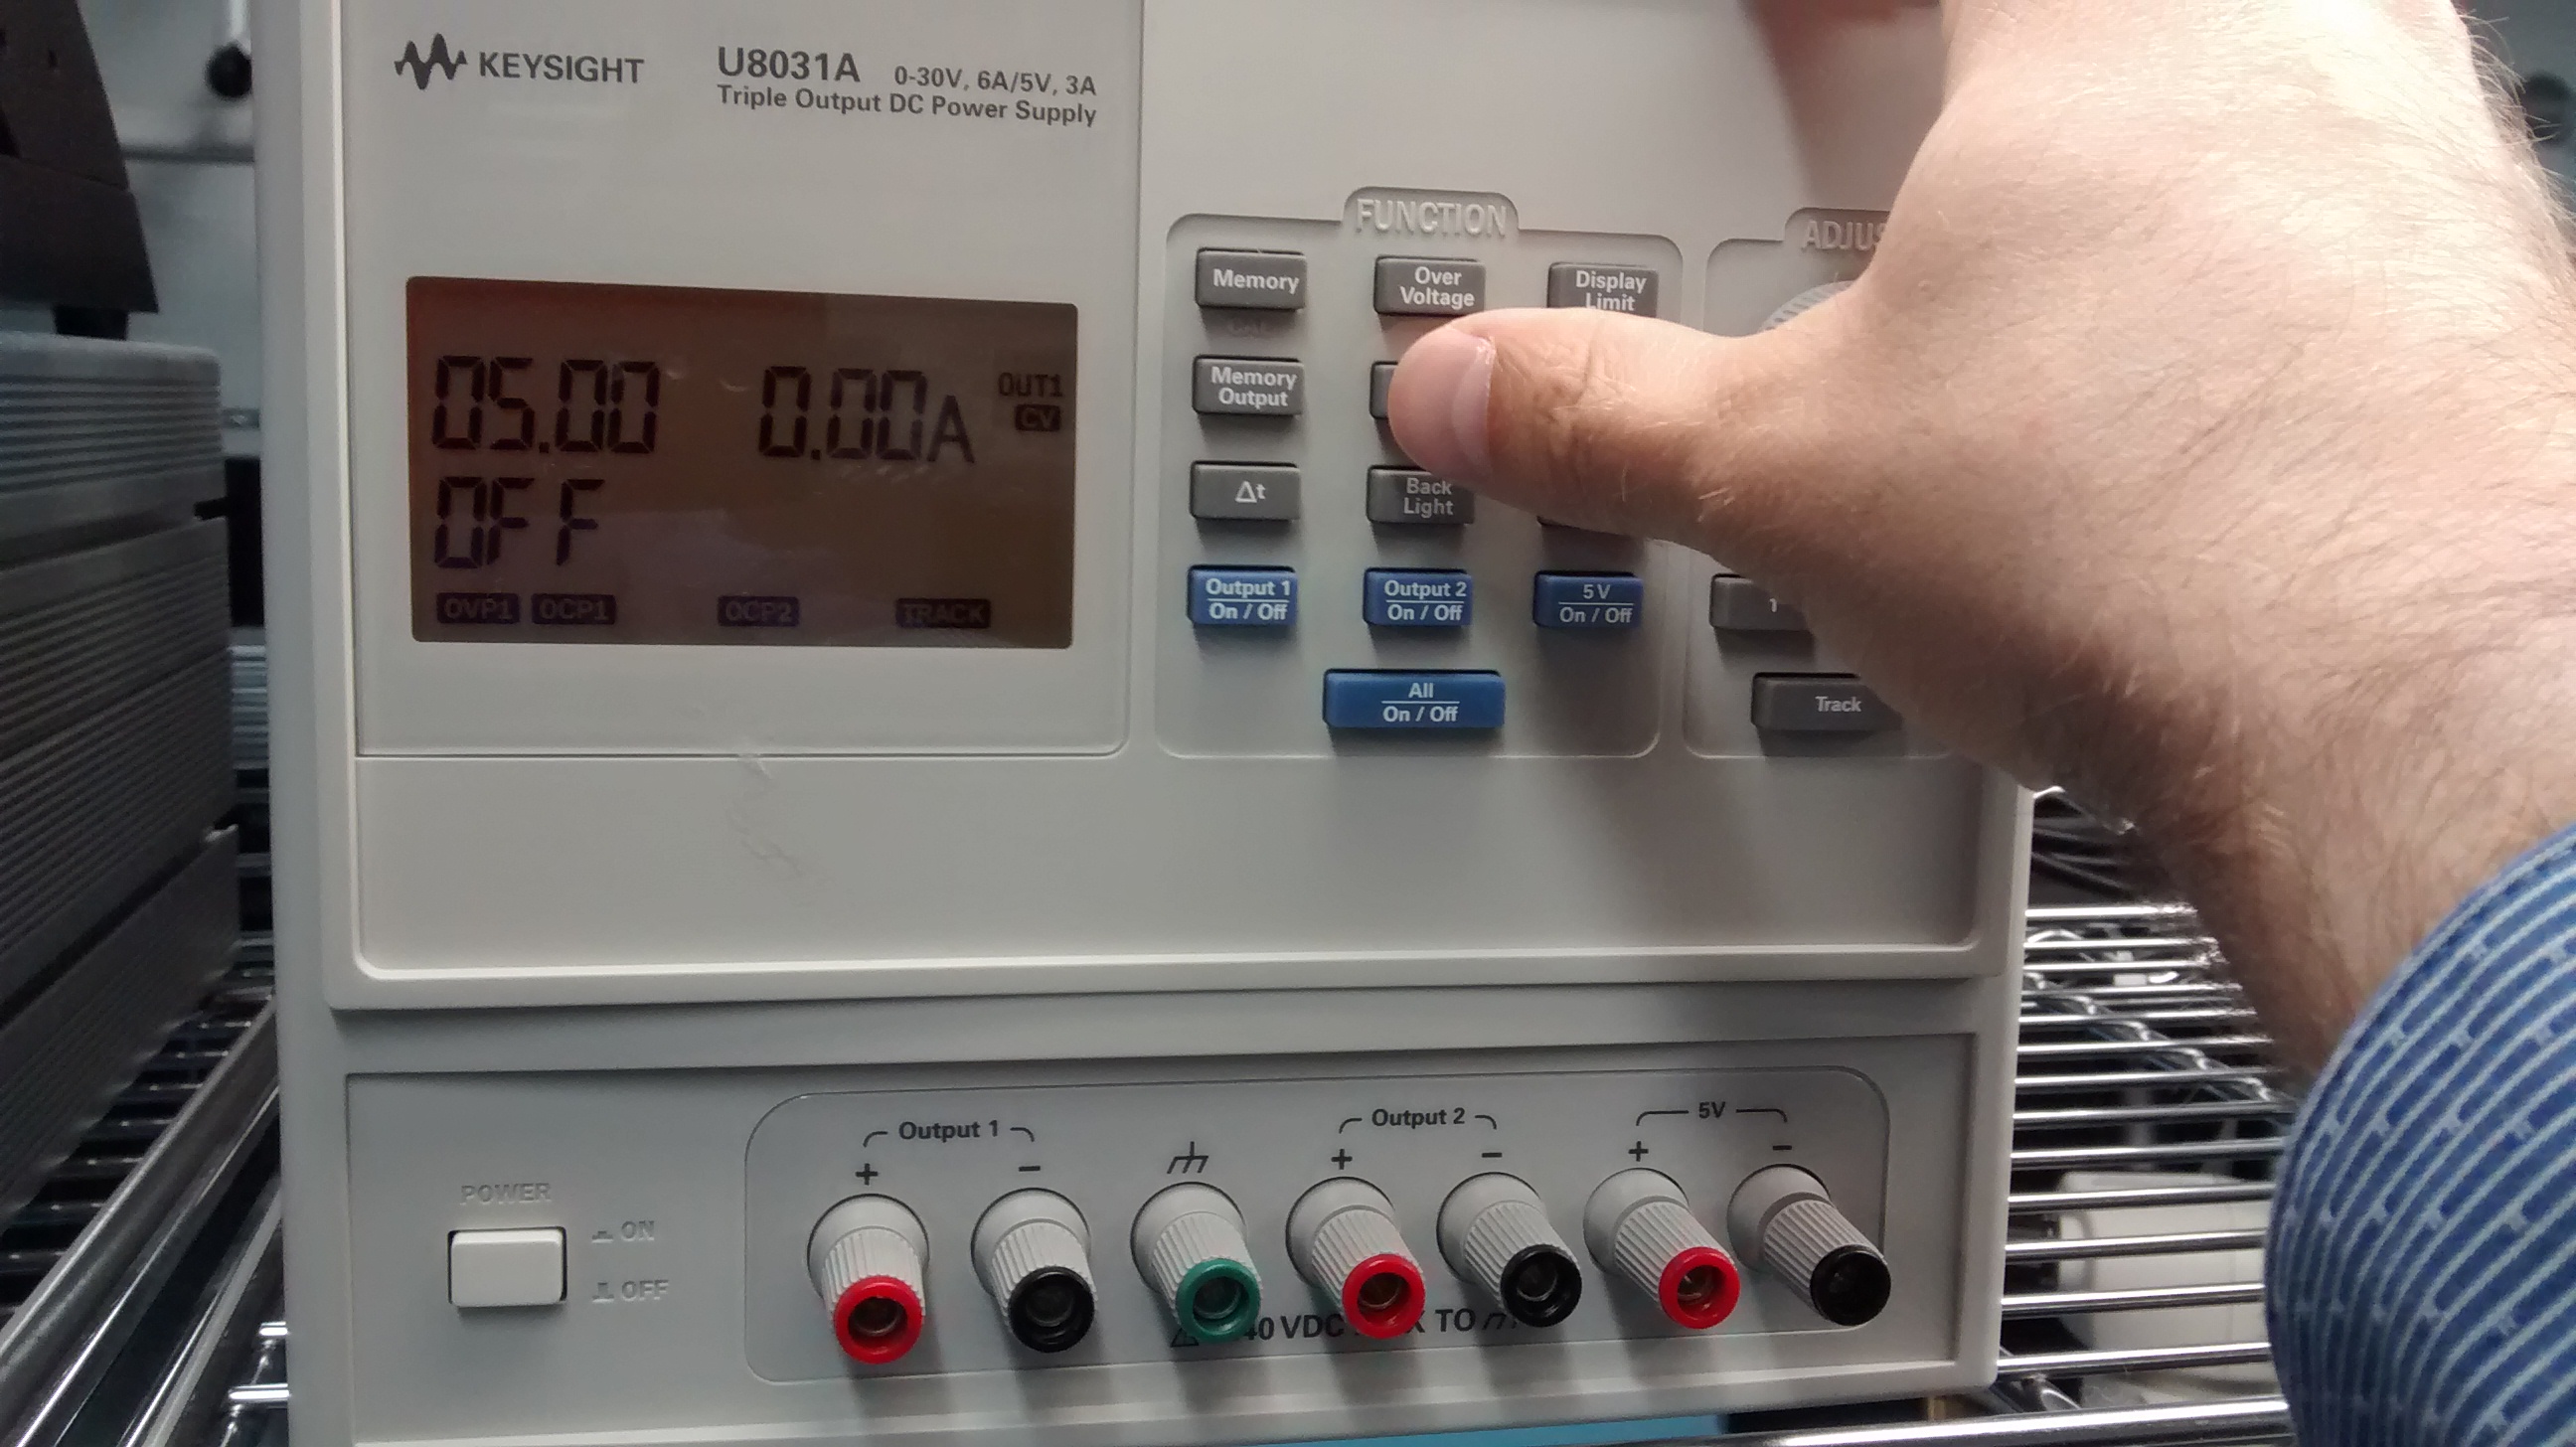 KEYSIGHT
U8031A 0-30V, 6A/5V, 3A
Triple Output DC Power Supply
05.00 0.00A OUT1
CV
OFF
OVP1 OCP1 OCP2 TRACK
FUNCTION
Memory
Over
Voltage
Display
Limit
CAL
Memory
Output
Δt
Back
Light
Output 1
On / Off
Output 2
On / Off
5V
On / Off
All
On / Off
ADJUS
1
Track
POWER
ON
OFF
Output 1
+ −
Output 2
+ −
5V
+ −
40 VDC TO